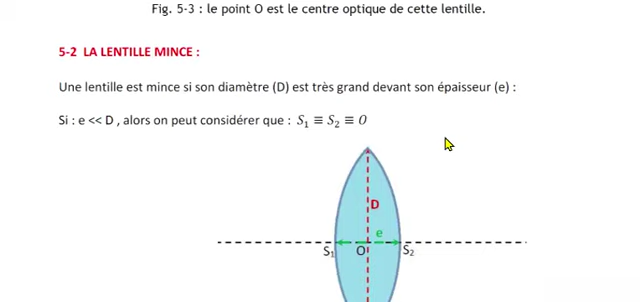 Fig. 5-3 : le point O est le centre optique de cette lentille.
5-2 LA LENTILLE MINCE :
Une lentille est mince si son diamètre (D) est très grand devant son épaisseur (e) :
Si : e << D , alors on peut considérer que : S₁ ≡ S₂ ≡ O
D
e
S₁ O S₂